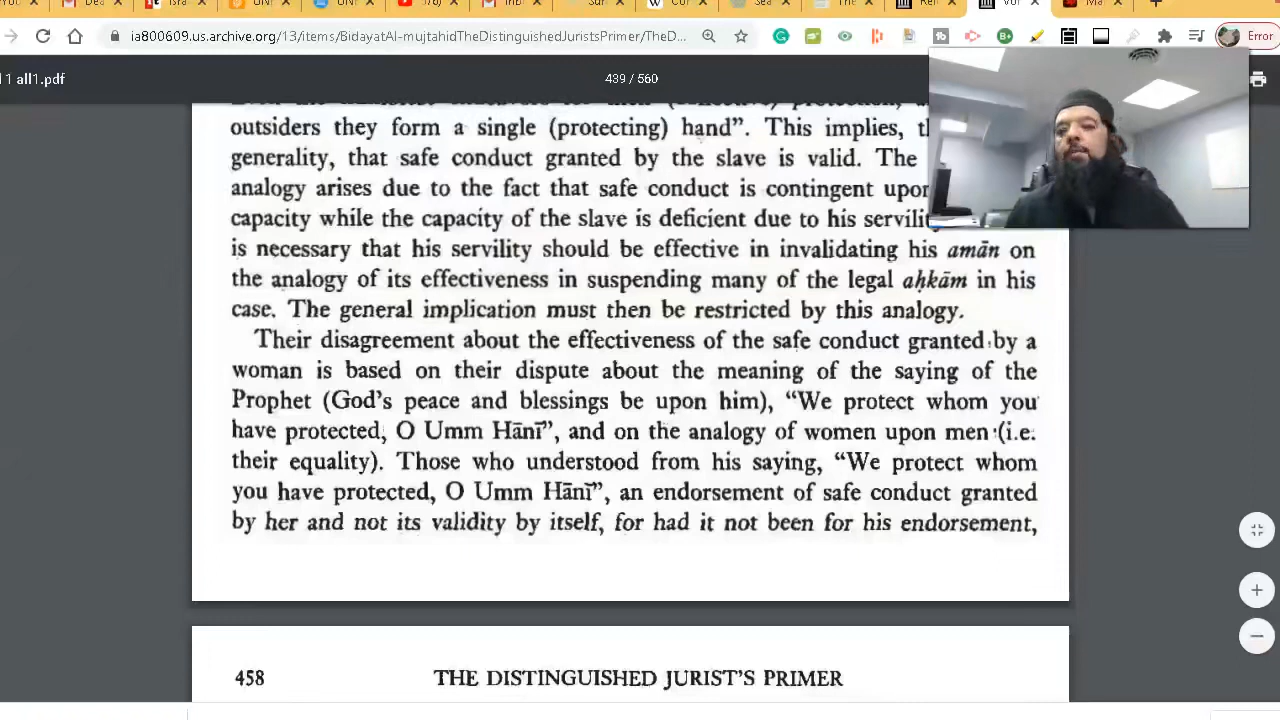 Dea
Isra
ia800609.us.archive.org/13/items/BidayatAl-mujtahidTheDistinguishedJuristsPrimer/TheD...
Error
1 all1.pdf
439 / 560
outsiders they form a single (protecting) hand”. This implies,
generality, that safe conduct granted by the slave is valid. The
analogy arises due to the fact that safe conduct is contingent upon
capacity while the capacity of the slave is deficient due to his
is necessary that his servility should be effective in invalidating his amān on
the analogy of its effectiveness in suspending many of the legal aḥkām in his
case. The general implication must then be restricted by this analogy.
Their disagreement about the effectiveness of the safe conduct granted by a
woman is based on their dispute about the meaning of the saying of the
Prophet (God's peace and blessings be upon him), “We protect whom you
have protected, O Umm Hānī”, and on the analogy of women upon men (i.e.
their equality). Those who understood from his saying, “We protect whom
you have protected, O Umm Hānī”, an endorsement of safe conduct granted
by her and not its validity by itself, for had it not been for his endorsement,
458 THE DISTINGUISHED JURIST'S PRIMER